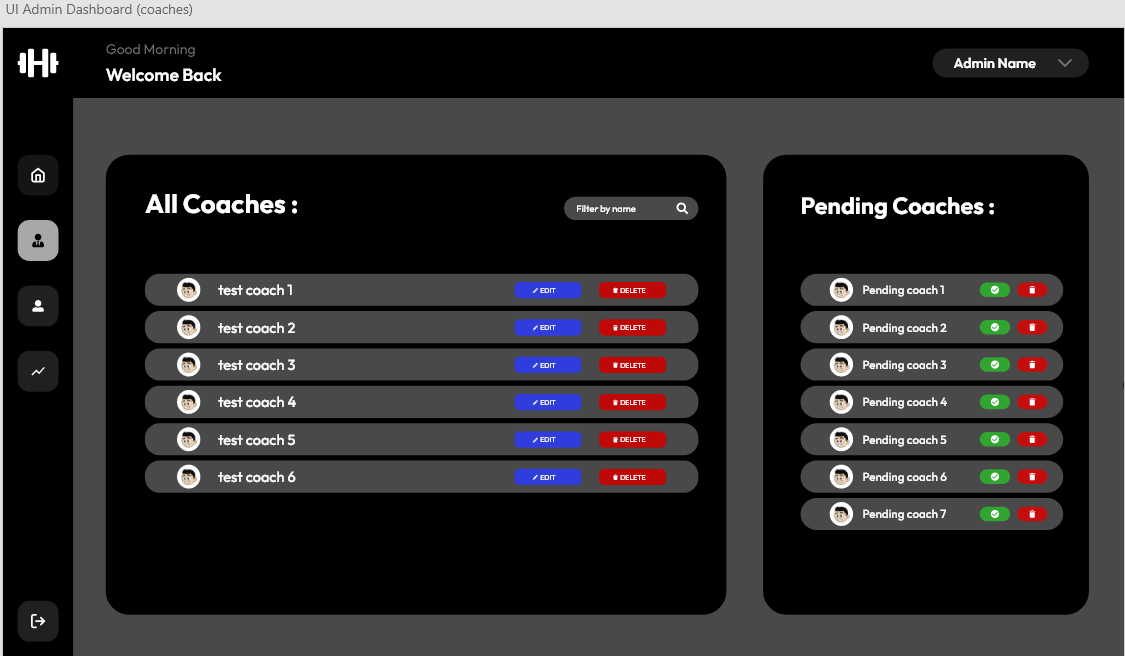 UI Admin Dashboard (coaches)
Good Morning
Welcome Back
Admin Name
All Coaches :
Filter by name
test coach 1 EDIT DELETE
test coach 2 EDIT DELETE
test coach 3 EDIT DELETE
test coach 4 EDIT DELETE
test coach 5 EDIT DELETE
test coach 6 EDIT DELETE
Pending Coaches :
Pending coach 1
Pending coach 2
Pending coach 3
Pending coach 4
Pending coach 5
Pending coach 6
Pending coach 7